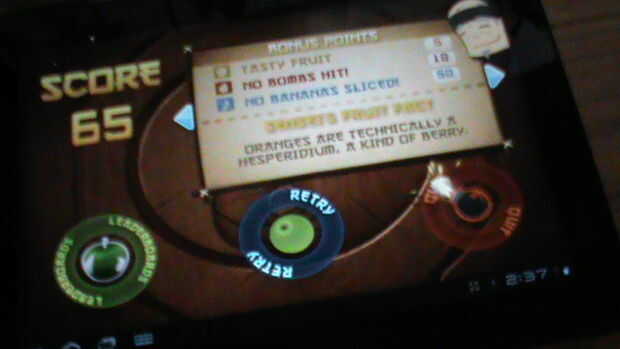 BONUS POINTS
TASTY FRUIT 5
NO BOMBS HIT! 10
NO BANANAS SLICED! 50
SENSEI'S FRUIT FACT
ORANGES ARE TECHNICALLY A
HESPERIDIUM, A KIND OF BERRY.
SCORE
65
LEADERBOARDS
LEADERBOARDS
RETRY
RETRY
QUIT
2:37